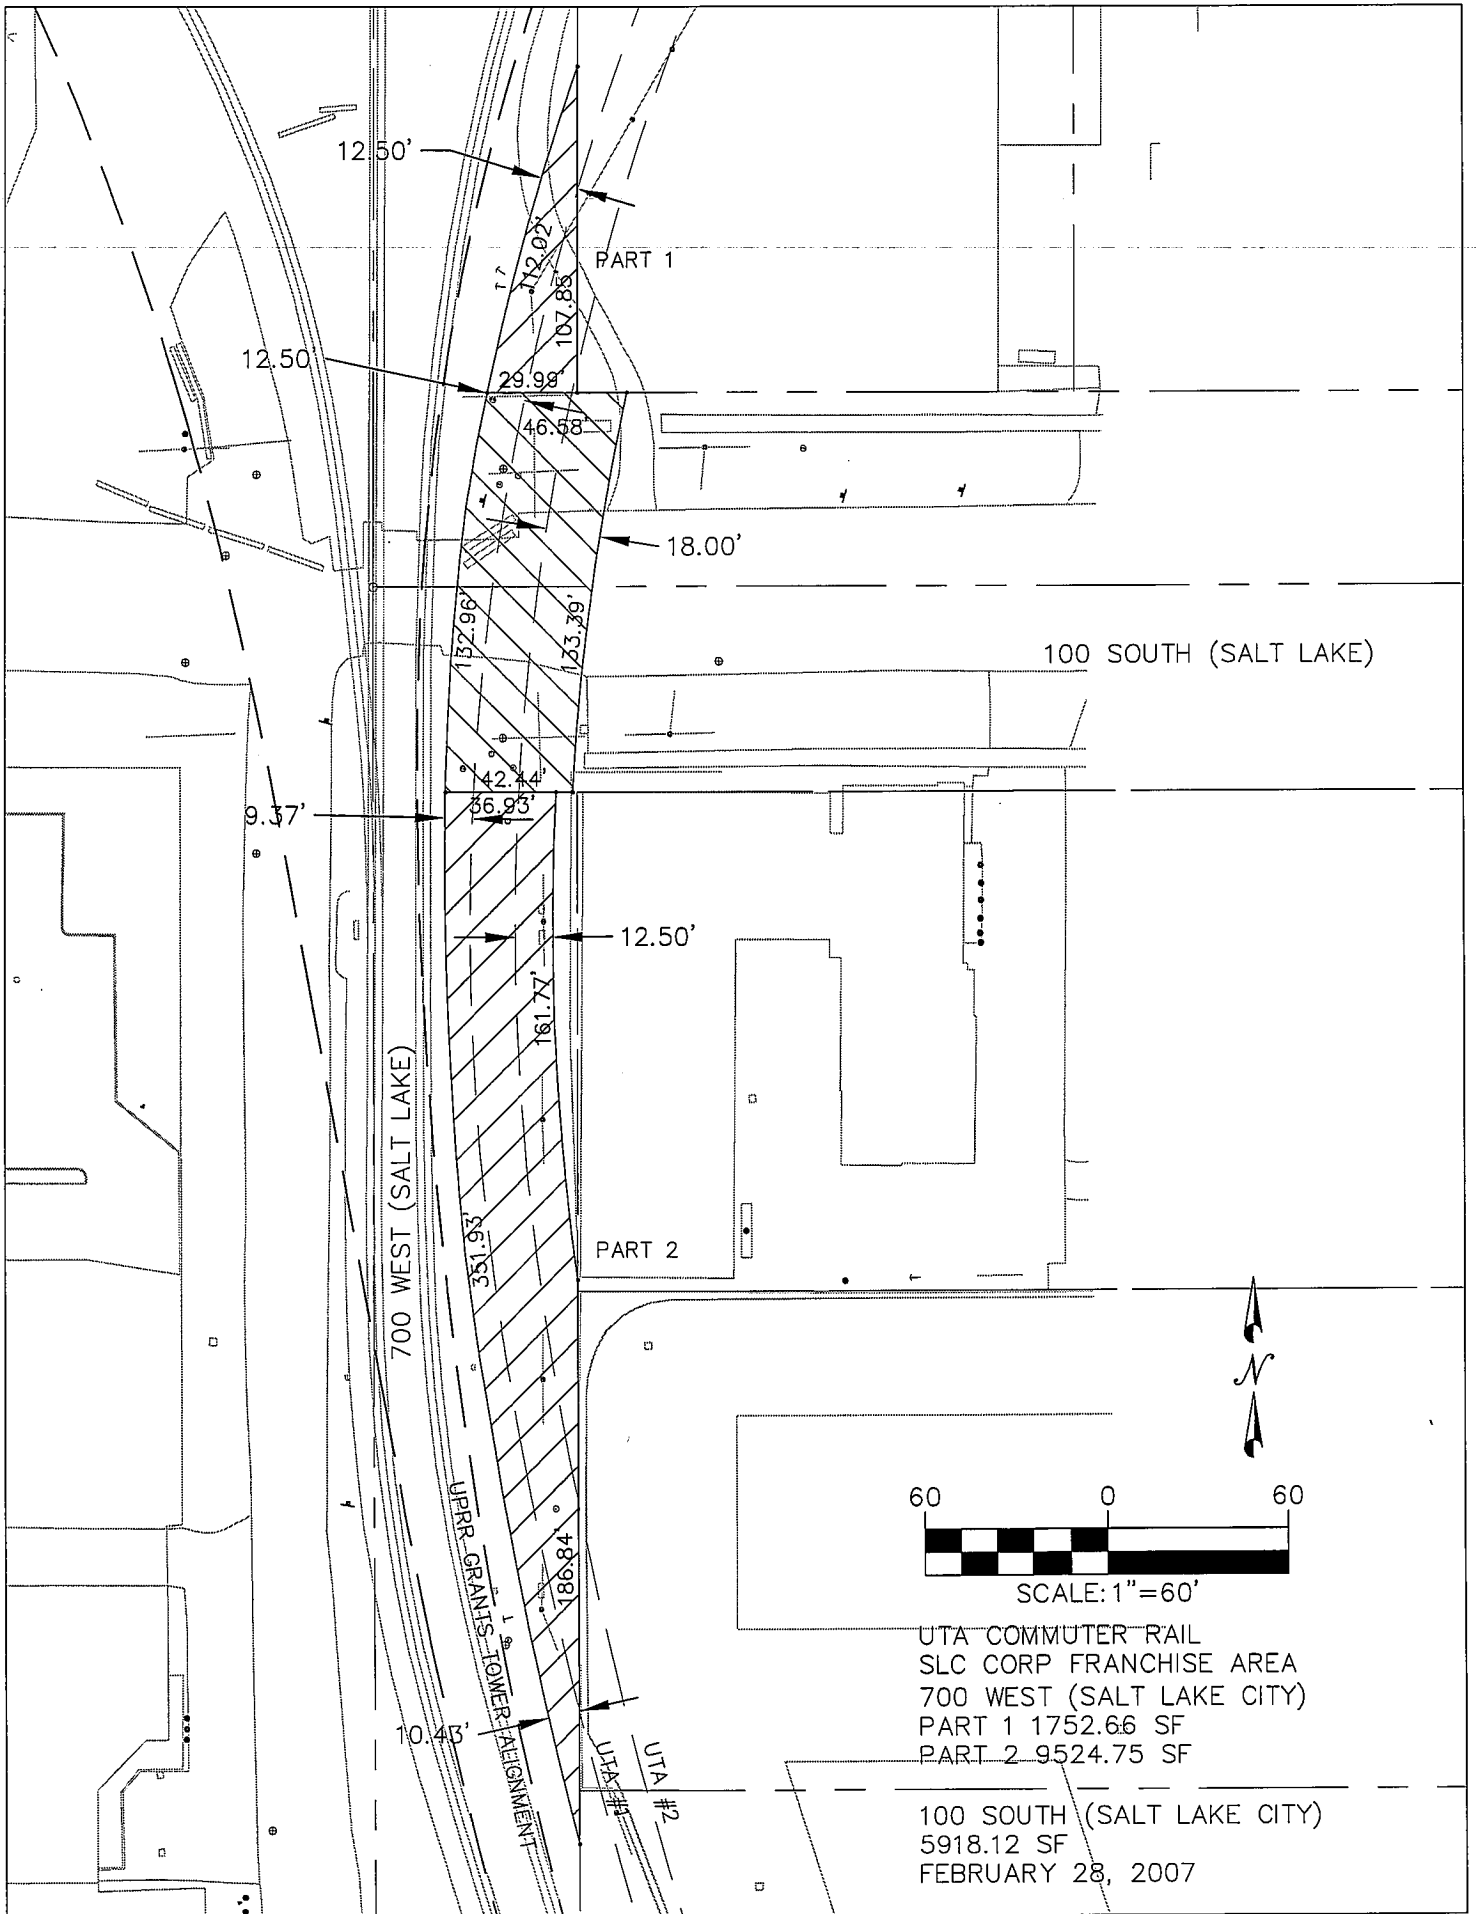 12.50'
112.02'
PART 1
107.85'
12.50'
29.99'
46.58'
18.00'
132.96'
133.39'
100 SOUTH (SALT LAKE)
42.44'
36.93'
9.37'
12.50'
161.77'
700 WEST (SALT LAKE)
351.93'
PART 2
N
60 0 60
SCALE: 1"=60'
UPRR GRANTS TOWER ALIGNMENT
186.84'
10.43'
UTA #1
UTA #2
UTA COMMUTER RAIL
SLC CORP FRANCHISE AREA
700 WEST (SALT LAKE CITY)
PART 1 1752.66 SF
PART 2 9524.75 SF
100 SOUTH (SALT LAKE CITY)
5918.12 SF
FEBRUARY 28, 2007